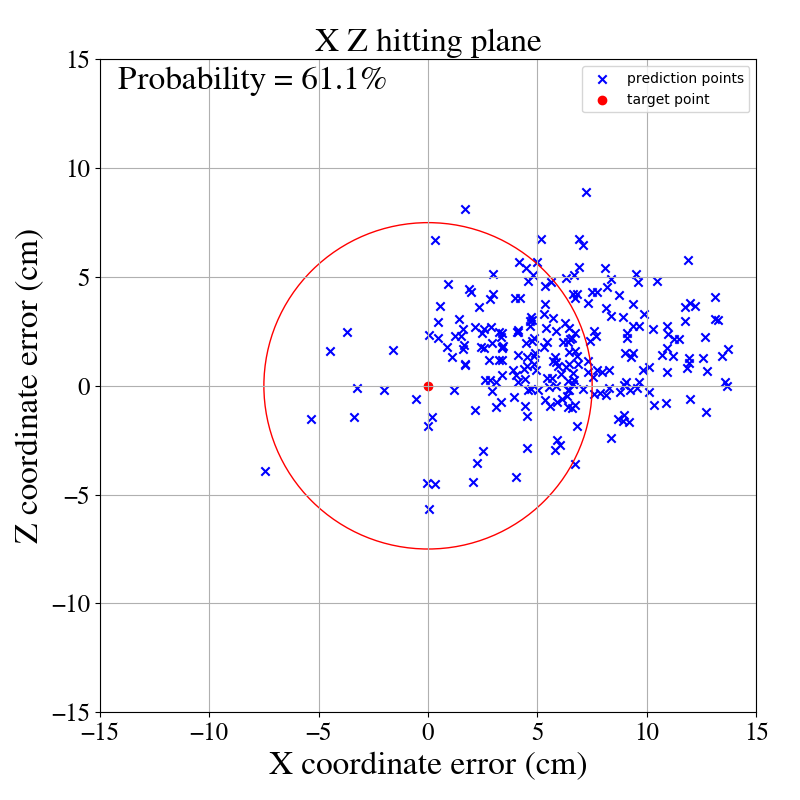 X Z hitting plane
Probability = 61.1%
prediction points
target point
Z coordinate error (cm)
15
10
5
0
−5
−10
−15
−15 −10 −5 0 5 10 15
X coordinate error (cm)